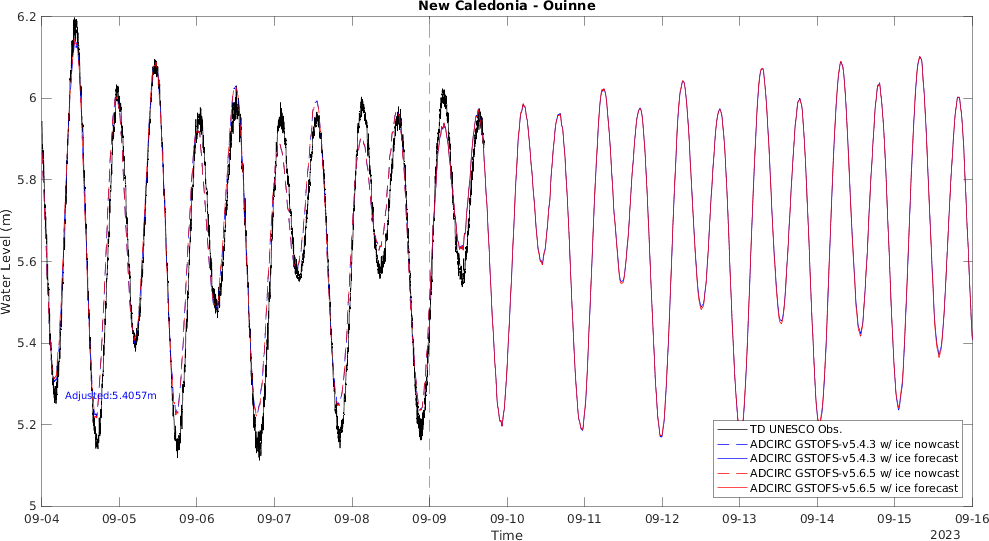 New Caledonia - Ouinne
6.2
6
5.8
5.6
5.4
5.2
5
Water Level (m)
Adjusted:5.4057m
TD UNESCO Obs.
ADCIRC GSTOFS-v5.4.3 w/ ice nowcast
ADCIRC GSTOFS-v5.4.3 w/ ice forecast
ADCIRC GSTOFS-v5.6.5 w/ ice nowcast
ADCIRC GSTOFS-v5.6.5 w/ ice forecast
09-04 09-05 09-06 09-07 09-08 09-09 09-10 09-11 09-12 09-13 09-14 09-15 09-16
Time
2023